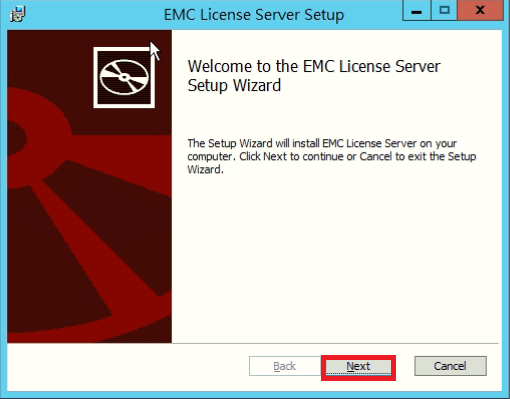 EMC License Server Setup
Welcome to the EMC License Server
Setup Wizard
The Setup Wizard will install EMC License Server on your
computer. Click Next to continue or Cancel to exit the Setup
Wizard.
Back Next Cancel